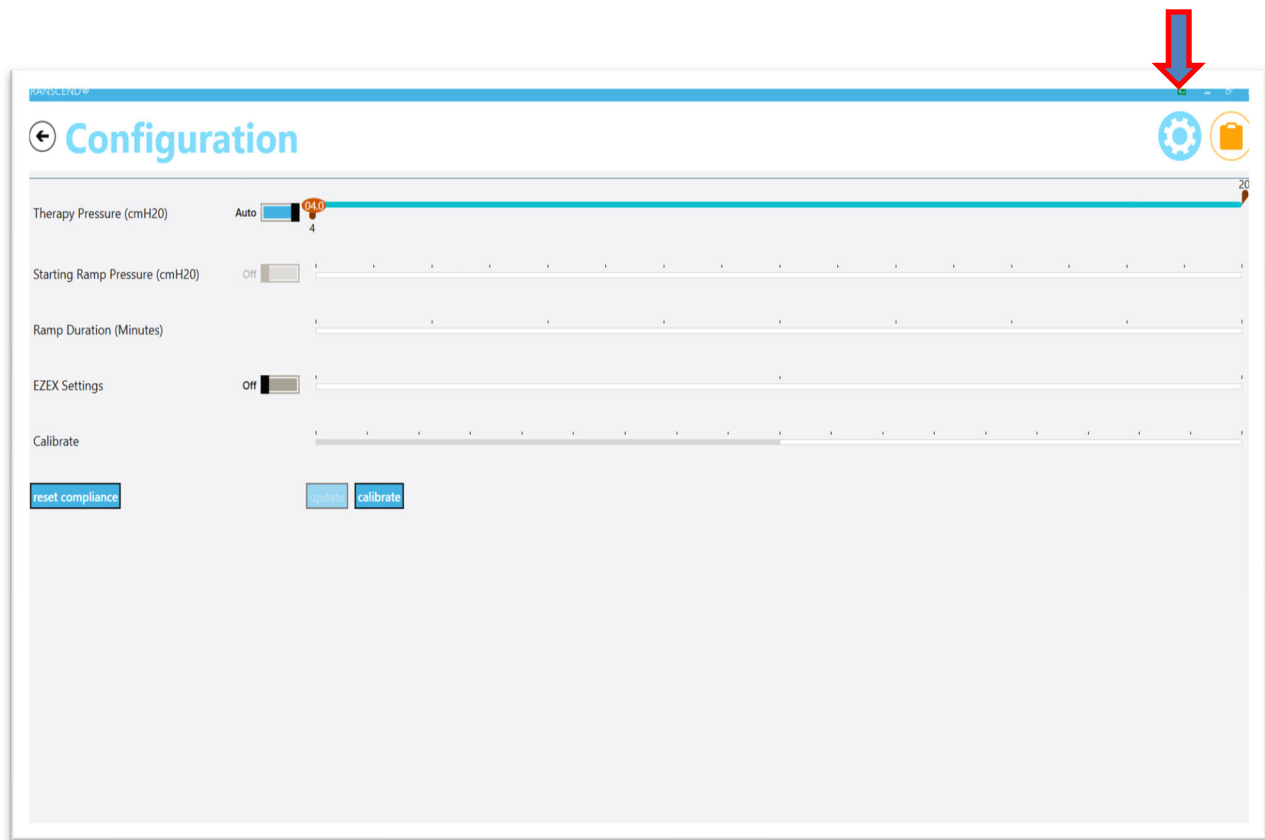 RANSCEND®
Configuration
20
Therapy Pressure (cmH20) Auto 04.0
4
Starting Ramp Pressure (cmH20) Off
Ramp Duration (Minutes)
EZEX Settings Off
Calibrate
reset compliance update calibrate